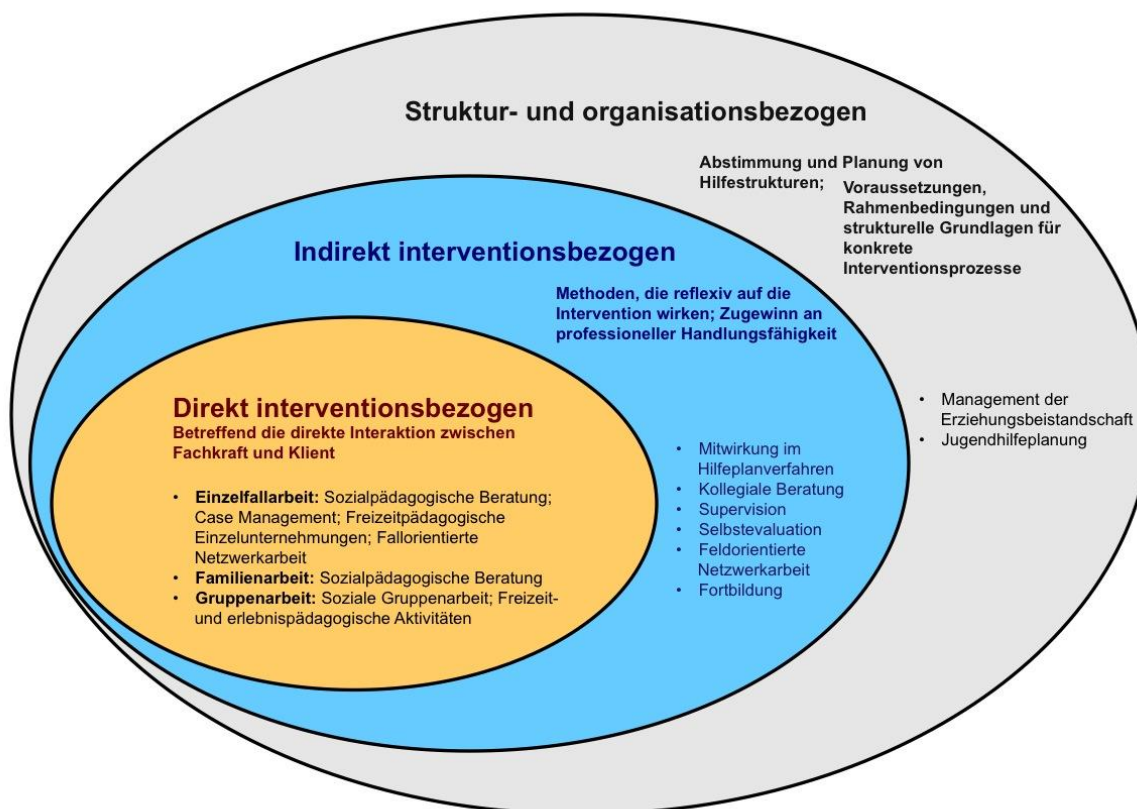 Struktur- und organisationsbezogen
Abstimmung und Planung von
Hilfestrukturen;
Voraussetzungen,
Rahmenbedingungen und
strukturelle Grundlagen für
konkrete
Interventionsprozesse
• Management der
Erziehungsbeistandschaft
• Jugendhilfeplanung
Indirekt interventionsbezogen
Methoden, die reflexiv auf die
Intervention wirken; Zugewinn an
professioneller Handlungsfähigkeit
• Mitwirkung im
Hilfeplanverfahren
• Kollegiale Beratung
• Supervision
• Selbstevaluation
• Feldorientierte
Netzwerkarbeit
• Fortbildung
Direkt interventionsbezogen
Betreffend die direkte Interaktion zwischen
Fachkraft und Klient
• Einzelfallarbeit: Sozialpädagogische Beratung;
Case Management; Freizeitpädagogische
Einzelunternehmungen; Fallorientierte
Netzwerkarbeit
• Familienarbeit: Sozialpädagogische Beratung
• Gruppenarbeit: Soziale Gruppenarbeit; Freizeit-
und erlebnispädagogische Aktivitäten